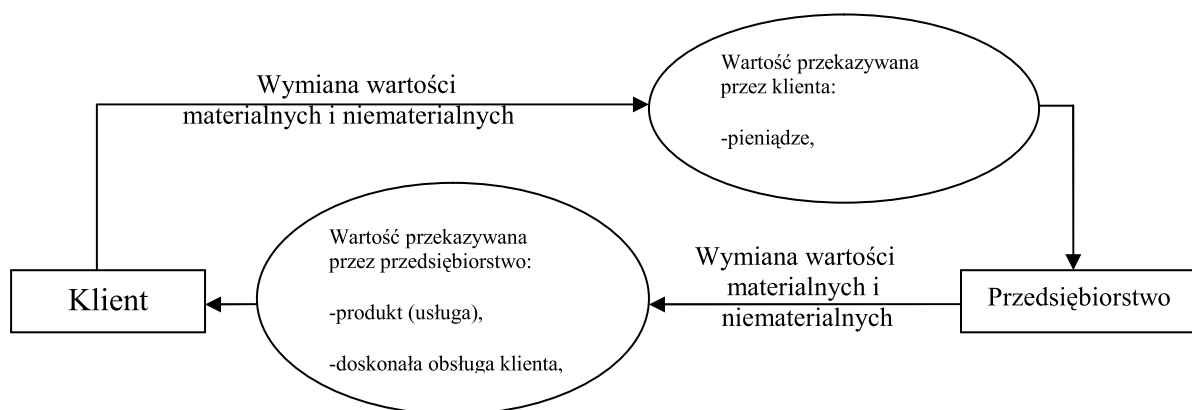 Wymiana wartości
materialnych i niematerialnych
Wartość przekazywana
przez klienta:
-pieniądze,
Wartość przekazywana
przez przedsiębiorstwo:
-produkt (usługa),
-doskonała obsługa klienta,
Wymiana wartości
materialnych i
niematerialnych
Klient
Przedsiębiorstwo